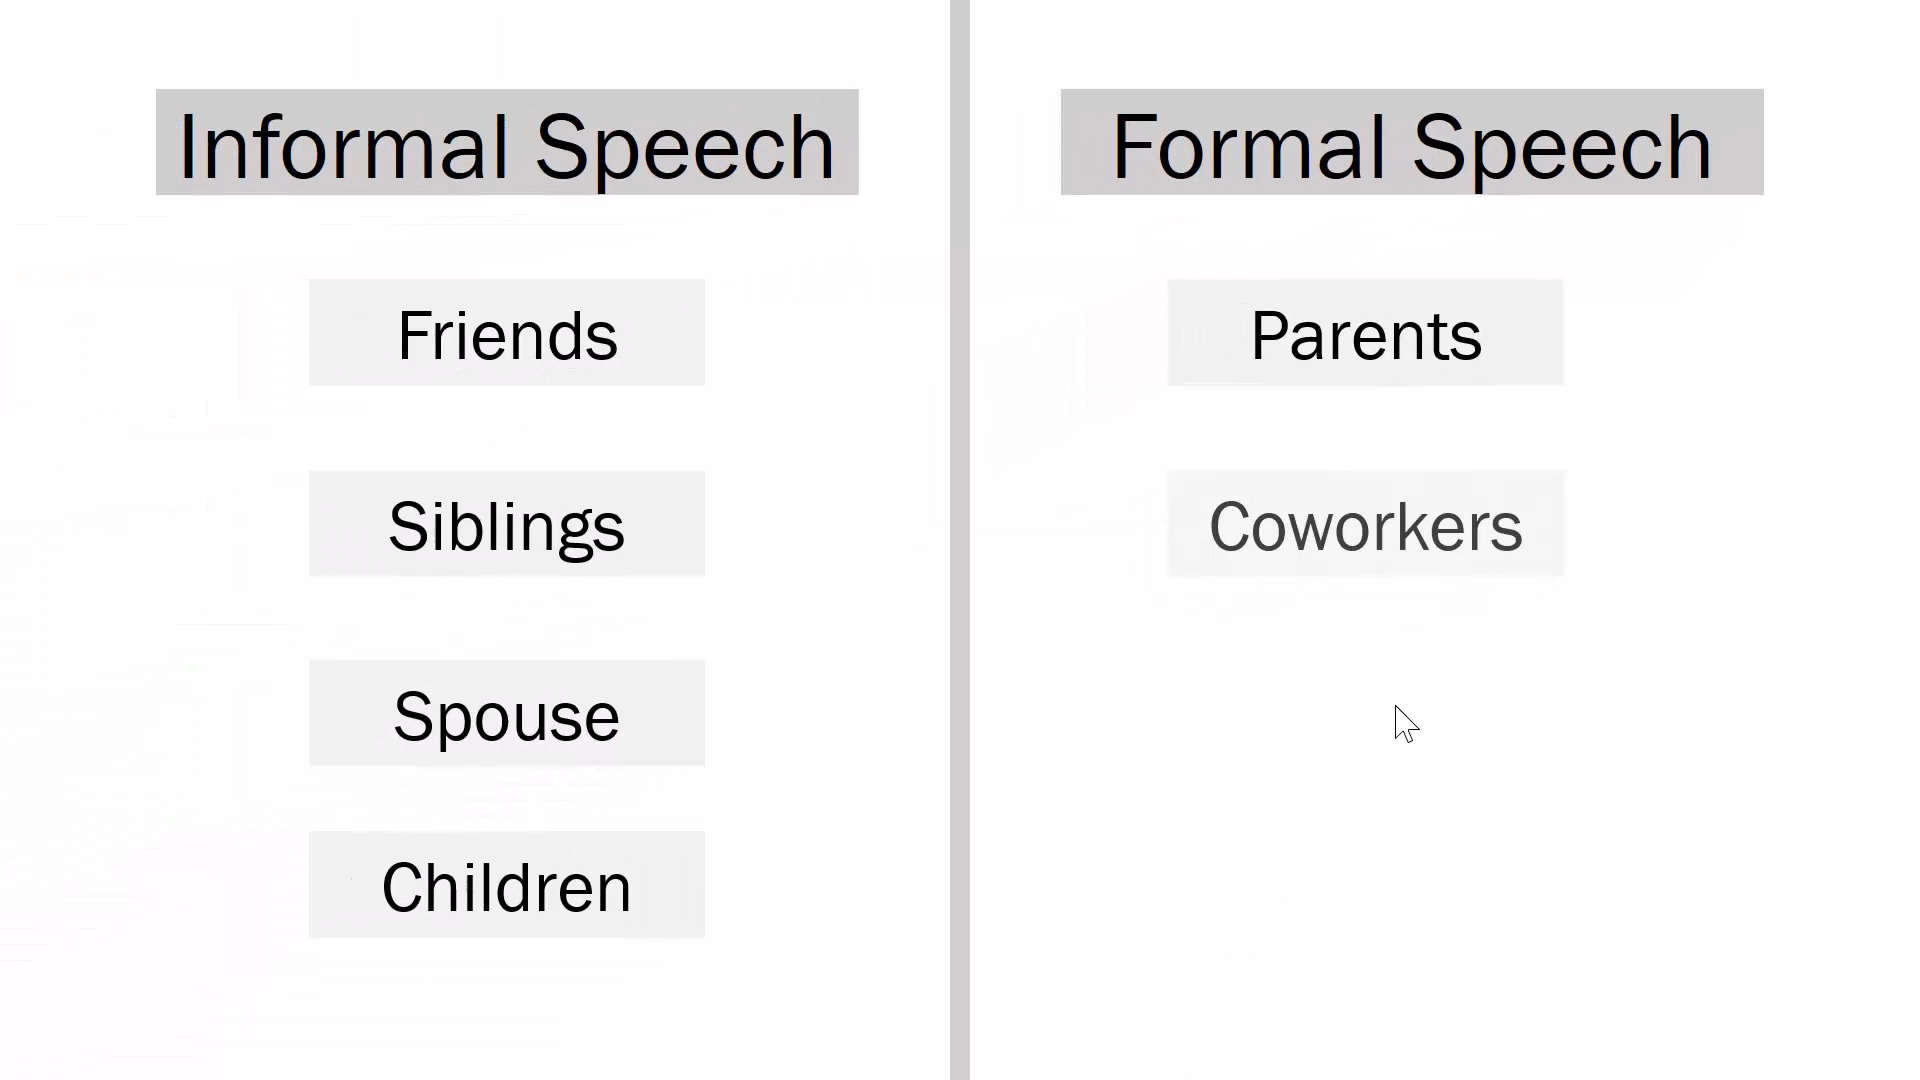 Informal Speech
Friends
Siblings
Spouse
Children
Formal Speech
Parents
Coworkers